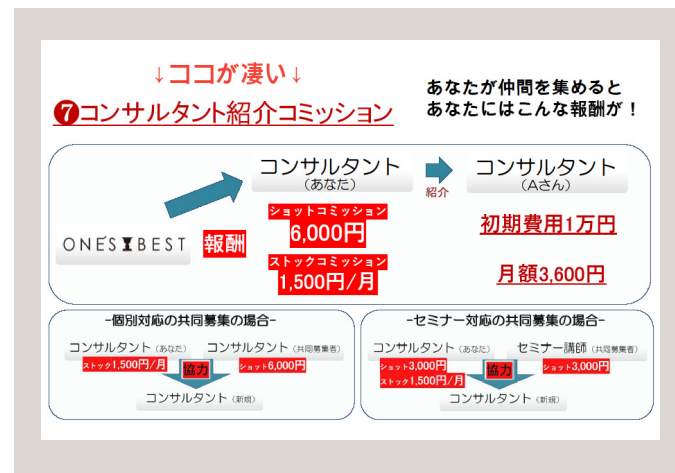 ↓ココが凄い↓
❼コンサルタント紹介コミッション
あなたが仲間を集めると
あなたにはこんな報酬が！
コンサルタント
（あなた）
紹介
コンサルタント
（Aさん）
ONE'S BEST
報酬
ショットコミッション
6,000円
ストックコミッション
1,500円/月
初期費用1万円
月額3,600円
-個別対応の共同募集の場合-
コンサルタント（あなた） コンサルタント（共同募集者）
ストック1,500円/月 協力 ショット6,000円
コンサルタント（新規）
-セミナー対応の共同募集の場合-
コンサルタント（あなた） セミナー講師（共同募集者）
ショット3,000円 協力 ショット3,000円
ストック1,500円/月
コンサルタント（新規）